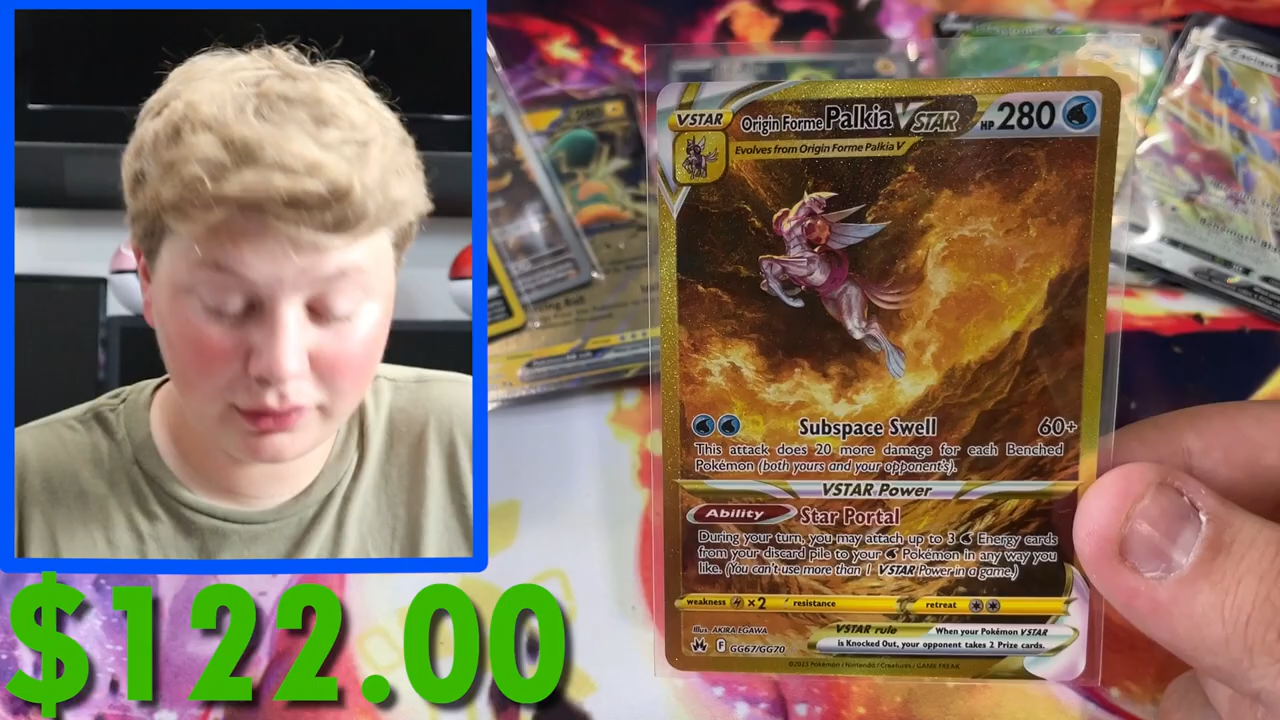 $122.00
VSTAR
Origin Forme Palkia VSTAR HP 280
Evolves from Origin Forme Palkia V
Subspace Swell 60+
This attack does 20 more damage for each Benched
Pokémon (both yours and your opponent's).
VSTAR Power
Ability Star Portal
During your turn, you may attach up to 3 Energy cards
from your discard pile to your Pokémon in any way you
like. (You can't use more than 1 VSTAR Power in a game.)
weakness ×2 resistance retreat
Illus. AKIRA EGAWA
F GG67/GG70
VSTAR rule When your Pokémon VSTAR
is Knocked Out, your opponent takes 2 Prize cards.
©2023 Pokémon / Nintendo / Creatures / GAME FREAK